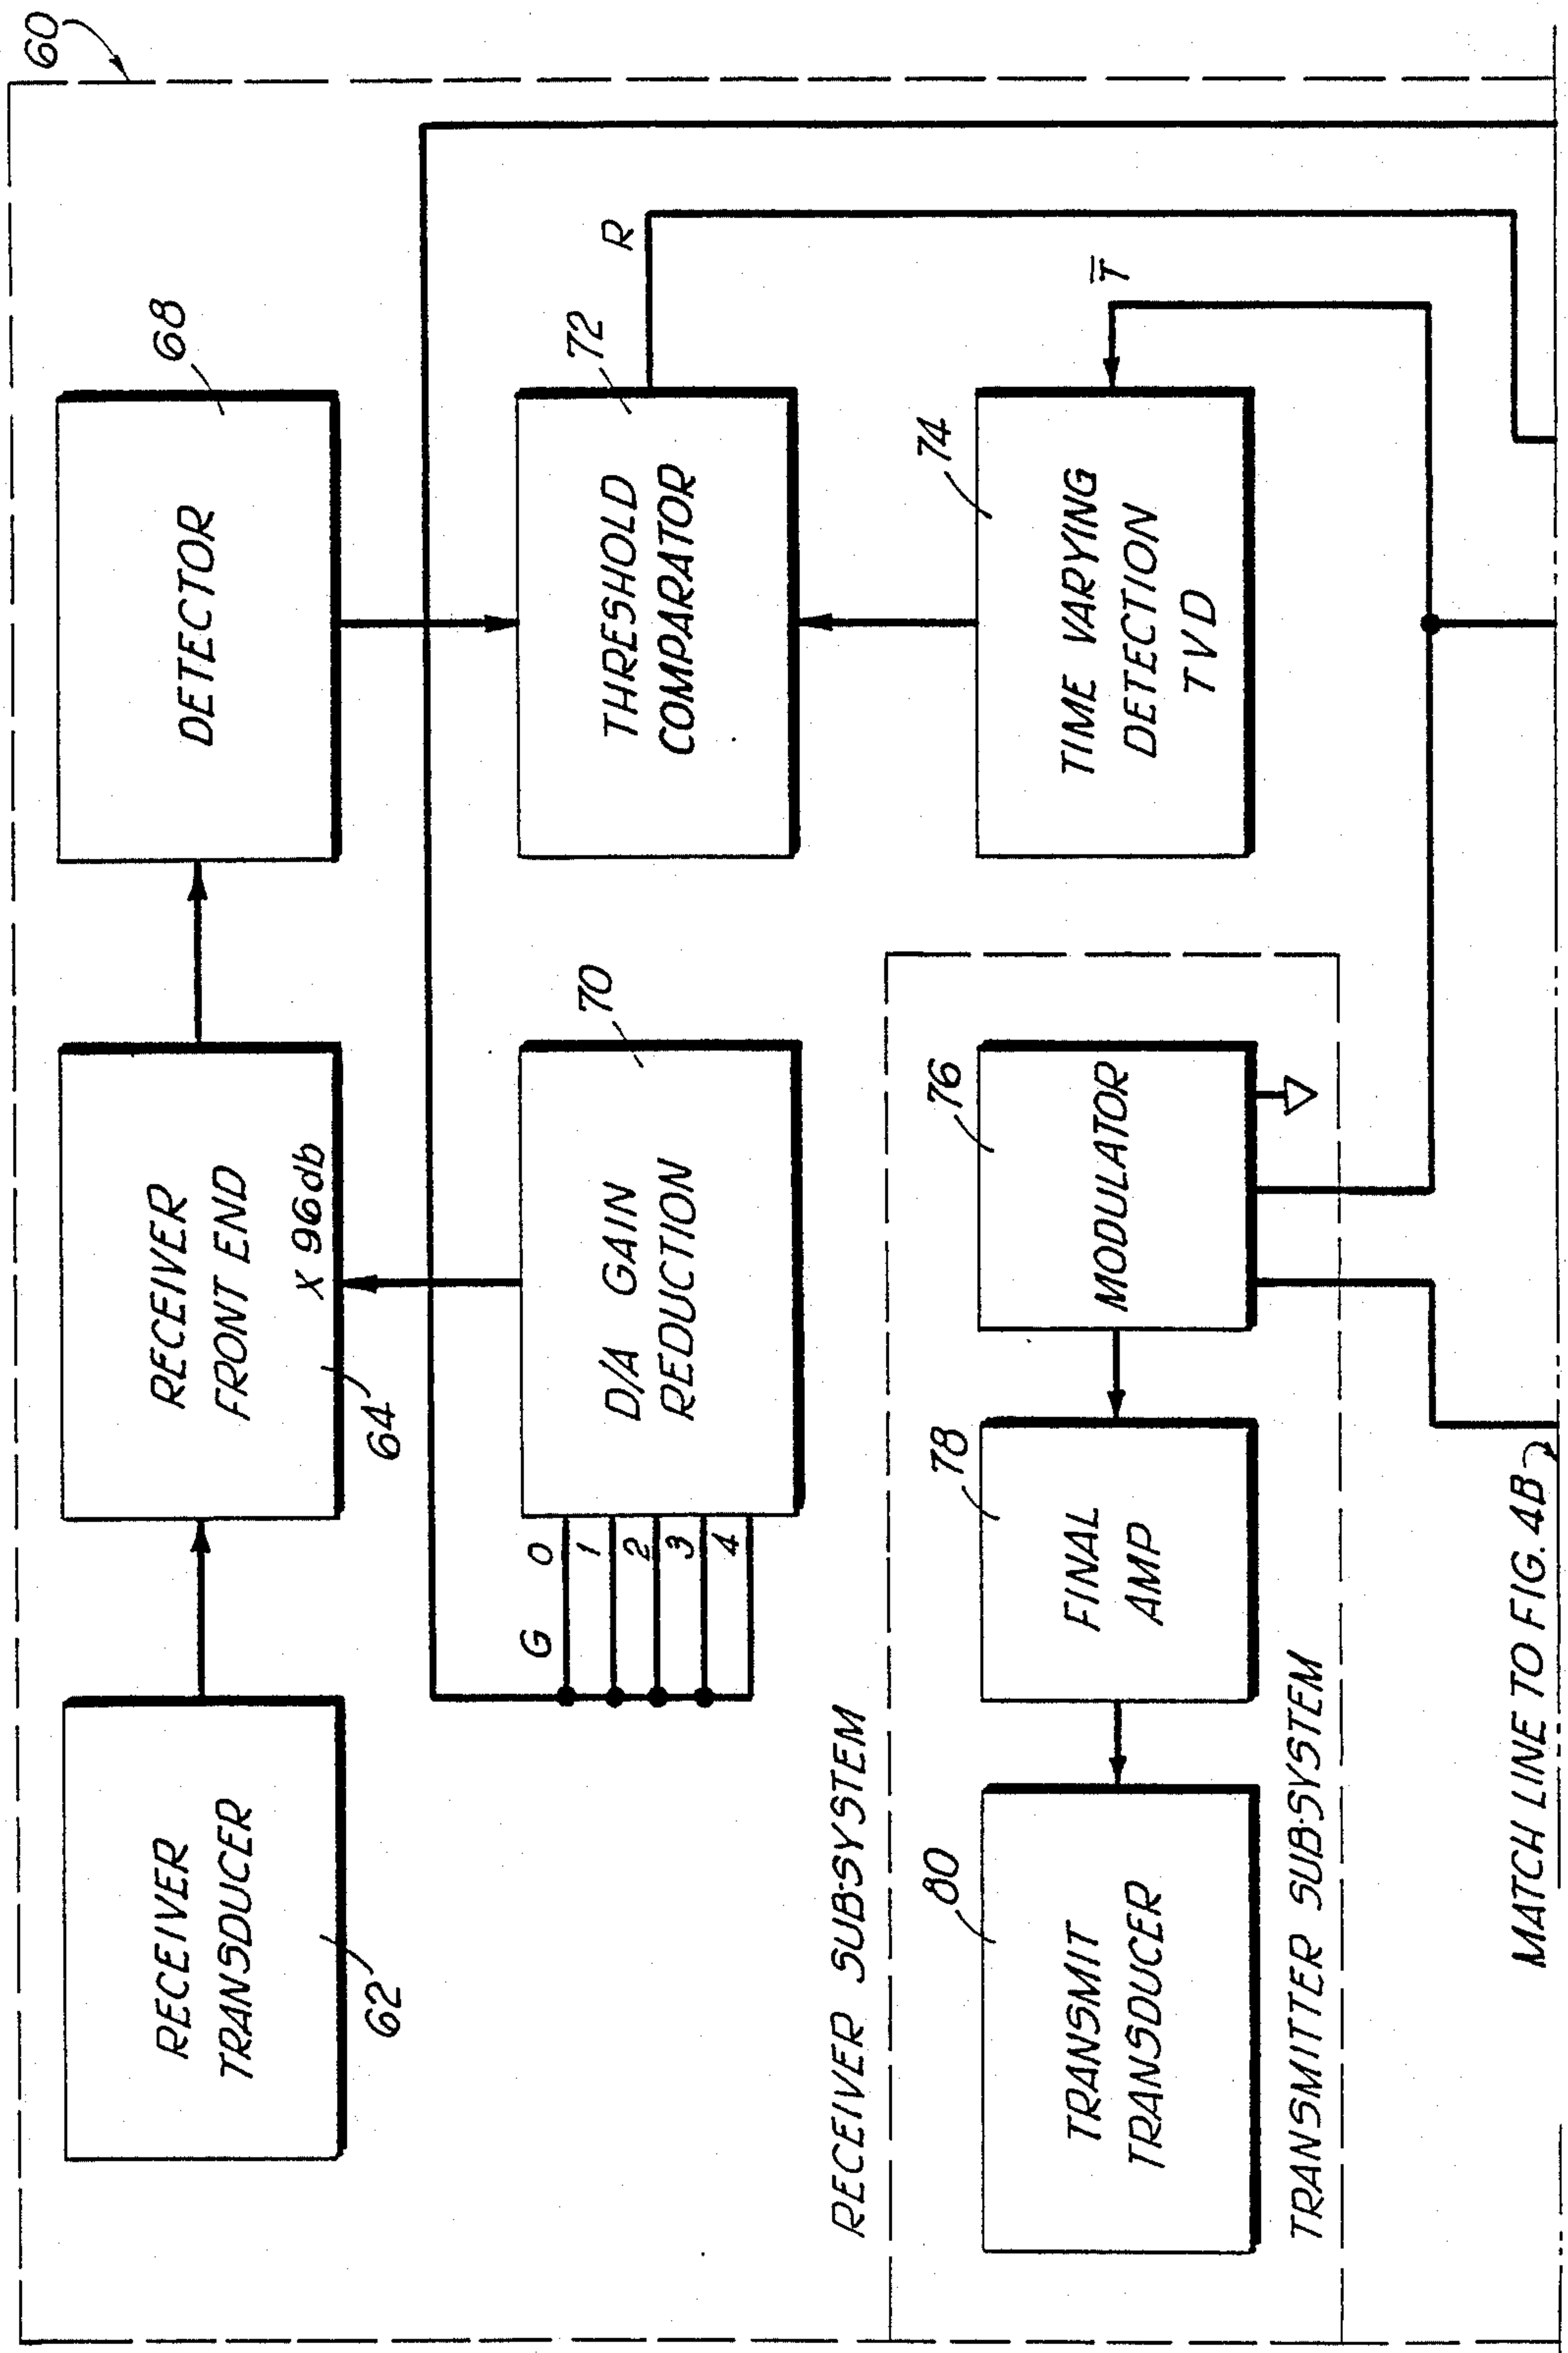 60
RECEIVER
TRANSDUCER
62
RECEIVER
FRONT END
X 96db
64
DETECTOR
68
G 0
1
2
3
4
D/A GAIN
REDUCTION
70
THRESHOLD
COMPARATOR
72
R
RECEIVER SUB-SYSTEM
TRANSMIT
TRANSDUCER
80
FINAL
AMP
78
MODULATOR
76
TIME VARYING
DETECTION
TVD
74
T̅
TRANSMITTER SUB-SYSTEM
MATCH LINE TO FIG. 4B